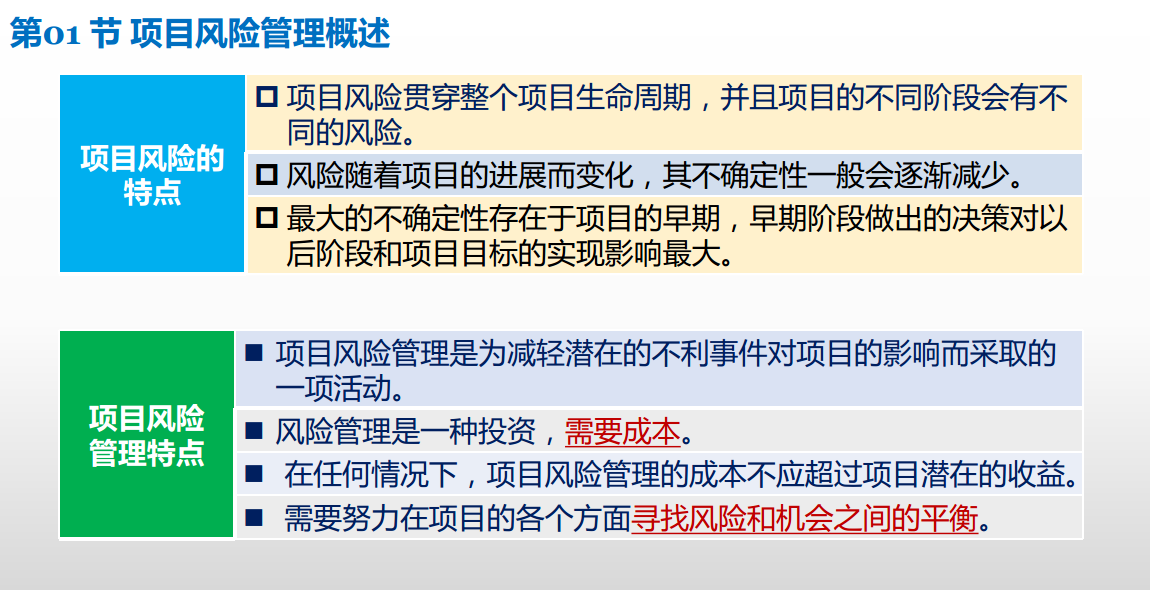 第01 节 项目风险管理概述
项目风险的
特点
项目风险贯穿整个项目生命周期，并且项目的不同阶段会有不
同的风险。
风险随着项目的进展而变化，其不确定性一般会逐渐减少。
最大的不确定性存在于项目的早期，早期阶段做出的决策对以
后阶段和项目目标的实现影响最大。
项目风险
管理特点
项目风险管理是为减轻潜在的不利事件对项目的影响而采取的
一项活动。
风险管理是一种投资，需要成本。
在任何情况下，项目风险管理的成本不应超过项目潜在的收益。
需要努力在项目的各个方面寻找风险和机会之间的平衡。